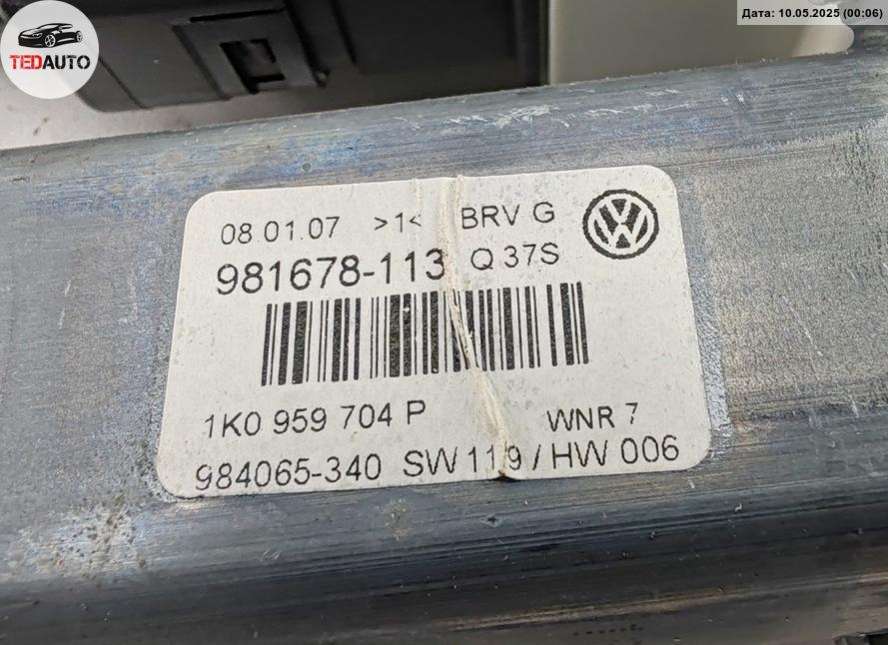 TEDAUTO
Дата: 10.05.2025 (00:06)
08.01.07 >1< BRV G
981678-113 Q 37S
1K0 959 704 P WNR 7
984065-340 SW 119 / HW 006